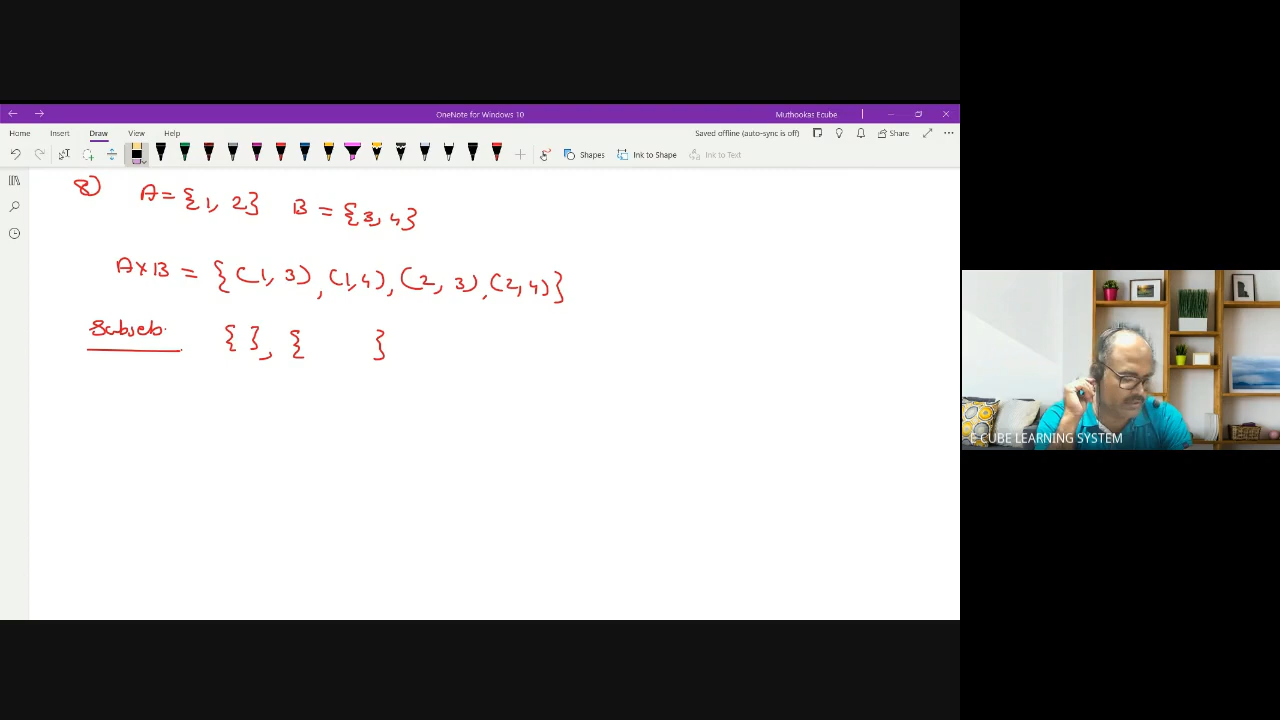 OneNote for Windows 10
Muthookas Ecube
Home Insert Draw View Help
Saved offline (auto-sync is off)
Share
Shapes
Ink to Shape
Ink to Text
8) A = {1, 2} B = {3, 4}
A×B = {(1, 3), (1,4), (2, 3), (2,4)}
Subsets { }, { }
E CUBE LEARNING SYSTEM